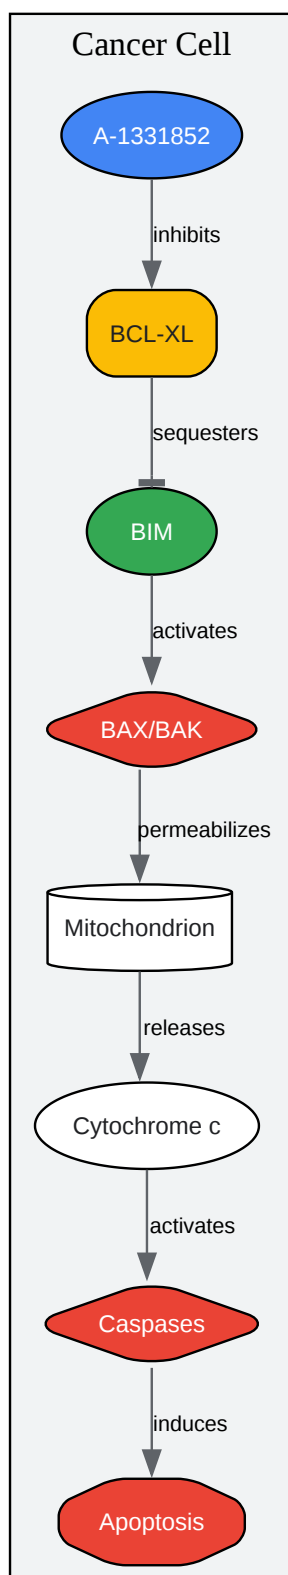 Cancer Cell
A-1331852
inhibits
BCL-XL
sequesters
BIM
activates
BAX/BAK
permeabilizes
Mitochondrion
releases
Cytochrome c
activates
Caspases
induces
Apoptosis